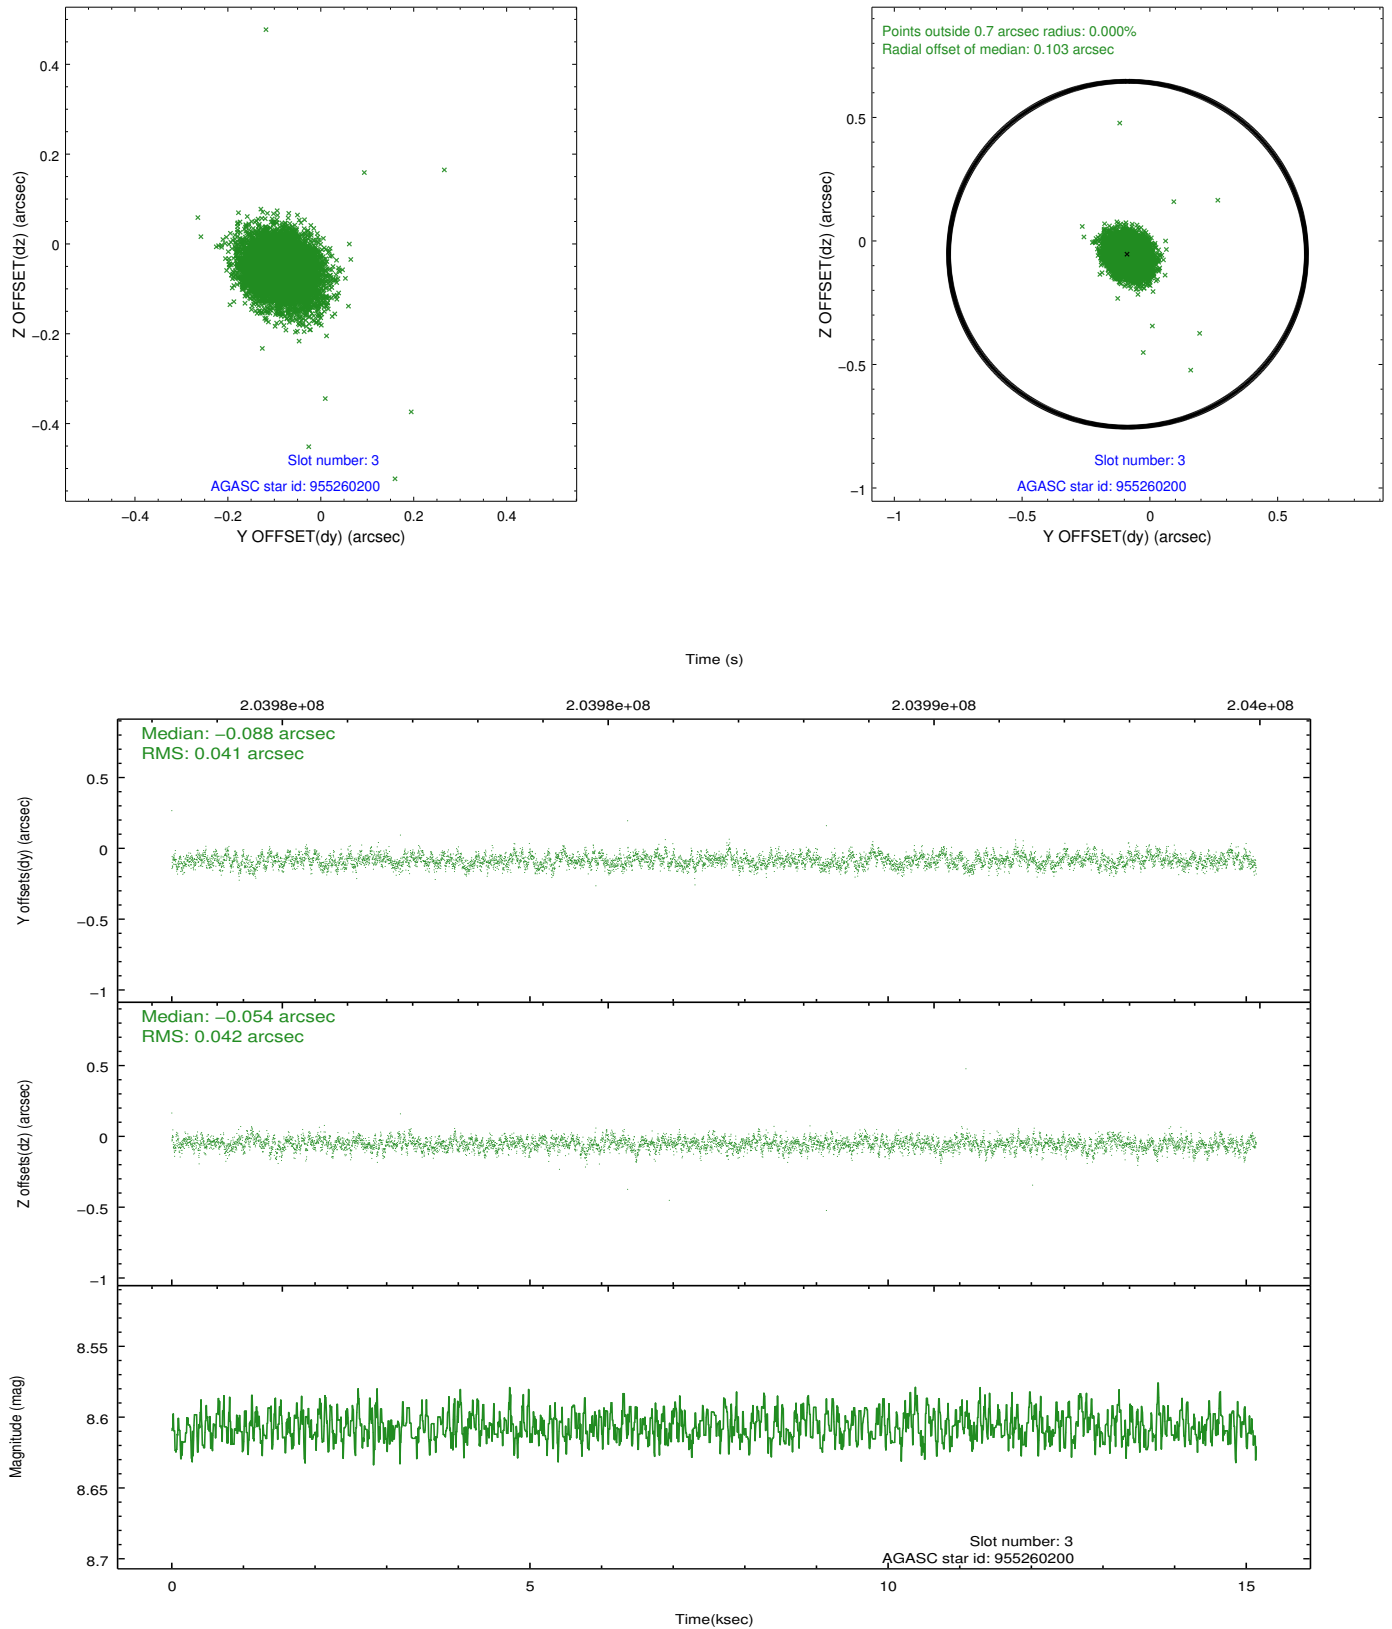 0.4
0.2
0
−0.2
−0.4
Z OFFSET(dz) (arcsec)
Slot number: 3
AGASC star id: 955260200
−0.4 −0.2 0 0.2 0.4
Y OFFSET(dy) (arcsec)
Points outside 0.7 arcsec radius: 0.000%
Radial offset of median: 0.103 arcsec
0.5
0
−0.5
−1
Z OFFSET(dz) (arcsec)
Slot number: 3
AGASC star id: 955260200
−1 −0.5 0 0.5
Y OFFSET(dy) (arcsec)
Time (s)
2.0398e+08 2.0398e+08 2.0399e+08 2.04e+08
Median: −0.088 arcsec
RMS: 0.041 arcsec
0.5
0
−0.5
−1
Y offsets(dy) (arcsec)
Median: −0.054 arcsec
RMS: 0.042 arcsec
0.5
0
−0.5
−1
Z offsets(dz) (arcsec)
8.55
8.6
8.65
8.7
Magnitude (mag)
Slot number: 3
AGASC star id: 955260200
0 5 10 15
Time(ksec)